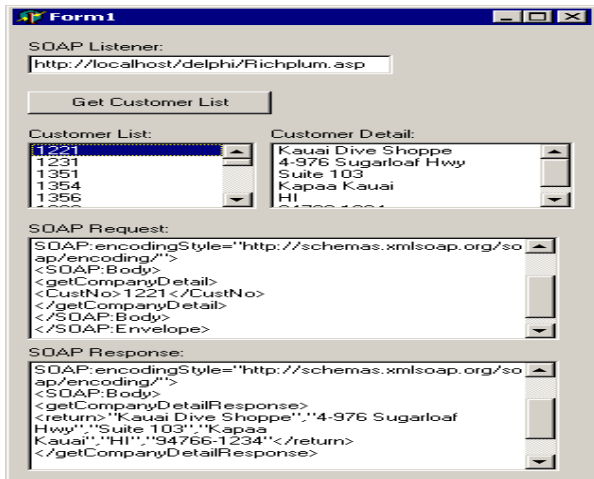 Form1
SOAP Listener:
http://localhost/delphi/Richplum.asp
Get Customer List
Customer List:
Customer Detail:
1221
1231
1351
1354
1356
Kauai Dive Shoppe
4-976 Sugarloaf Hwy
Suite 103
Kapaa Kauai
HI
SOAP Request:
SOAP:encodingStyle="http://schemas.xmlsoap.org/so
ap/encoding/">
<SOAP:Body>
<getCompanyDetail>
<CustNo>1221</CustNo>
</getCompanyDetail>
</SOAP:Body>
</SOAP:Envelope>
SOAP Response:
SOAP:encodingStyle="http://schemas.xmlsoap.org/so
ap/encoding/">
<SOAP:Body>
<getCompanyDetailResponse>
<return>"Kauai Dive Shoppe","4-976 Sugarloaf
Hwy","Suite 103","Kapaa
Kauai","HI","94766-1234"</return>
</getCompanyDetailResponse>